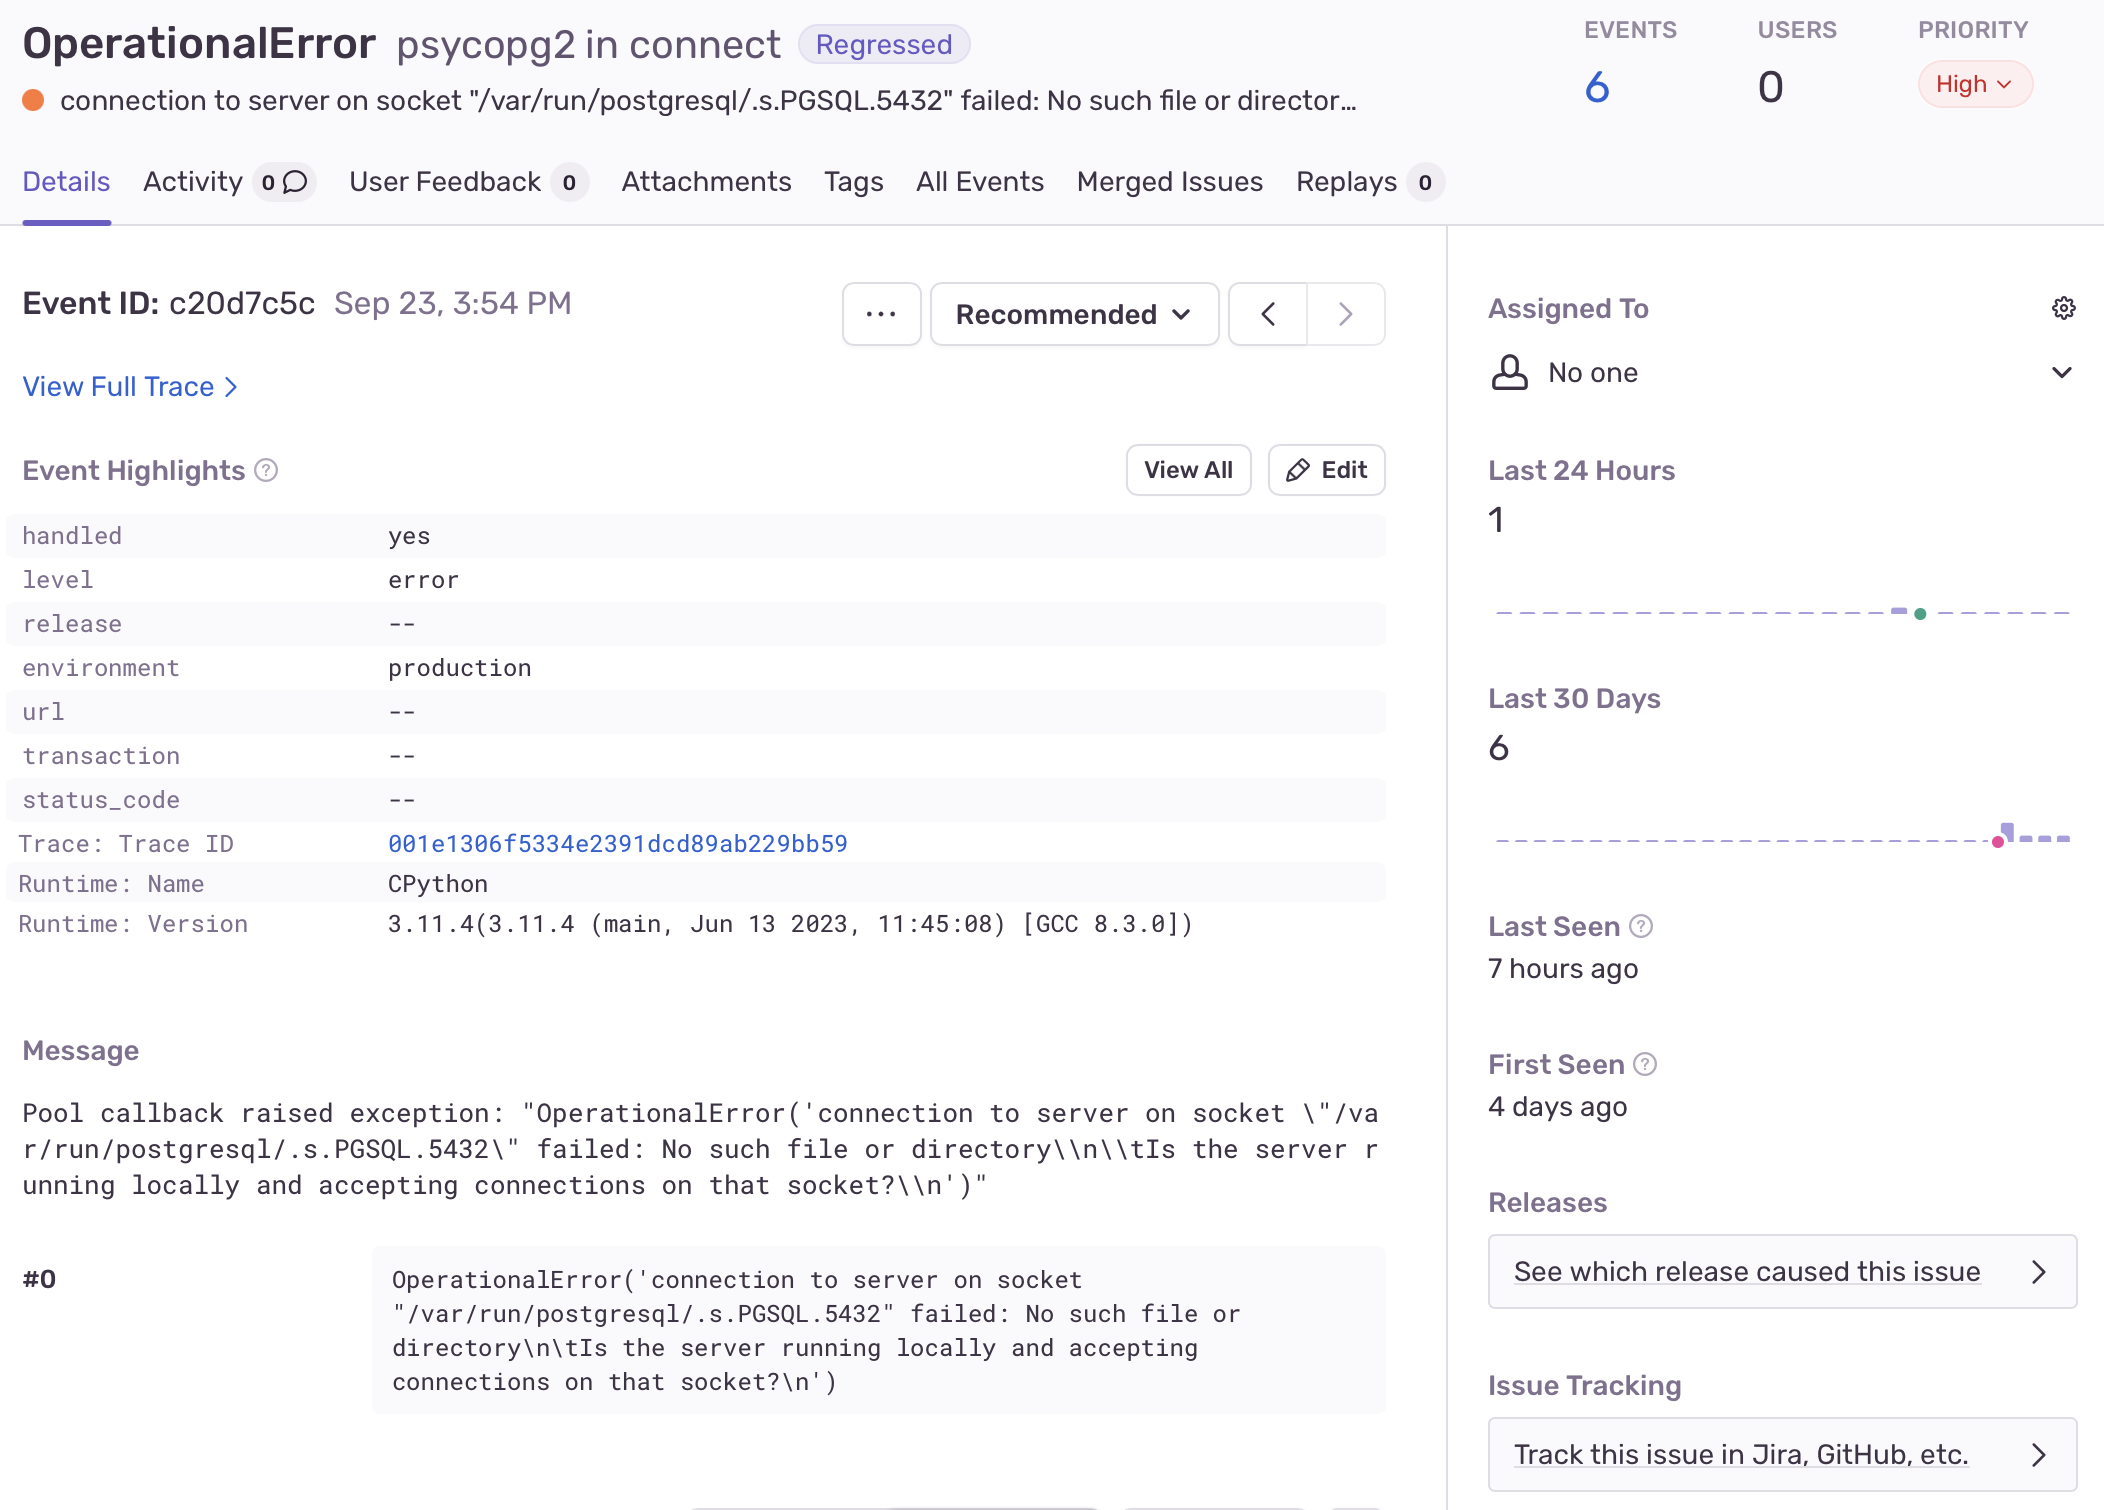 OperationalError psycopg2 in connect Regressed
connection to server on socket "/var/run/postgresql/.s.PGSQL.5432" failed: No such file or director…
EVENTS USERS PRIORITY
6 0 High
Details Activity 0 User Feedback 0 Attachments Tags All Events Merged Issues Replays 0
Event ID: c20d7c5c Sep 23, 3:54 PM
··· Recommended
View Full Trace
Event Highlights ? View All Edit
handled yes
level error
release --
environment production
url --
transaction --
status_code --
Trace: Trace ID 001e1306f5334e2391dcd89ab229bb59
Runtime: Name CPython
Runtime: Version 3.11.4(3.11.4 (main, Jun 13 2023, 11:45:08) [GCC 8.3.0])
Message
Pool callback raised exception: "OperationalError('connection to server on socket \"/va
r/run/postgresql/.s.PGSQL.5432\" failed: No such file or directory\\n\\tIs the server r
unning locally and accepting connections on that socket?\\n')"
#0
OperationalError('connection to server on socket
"/var/run/postgresql/.s.PGSQL.5432" failed: No such file or
directory\n\tIs the server running locally and accepting
connections on that socket?\n')
Assigned To
No one
Last 24 Hours
1
Last 30 Days
6
Last Seen ?
7 hours ago
First Seen ?
4 days ago
Releases
See which release caused this issue
Issue Tracking
Track this issue in Jira, GitHub, etc.